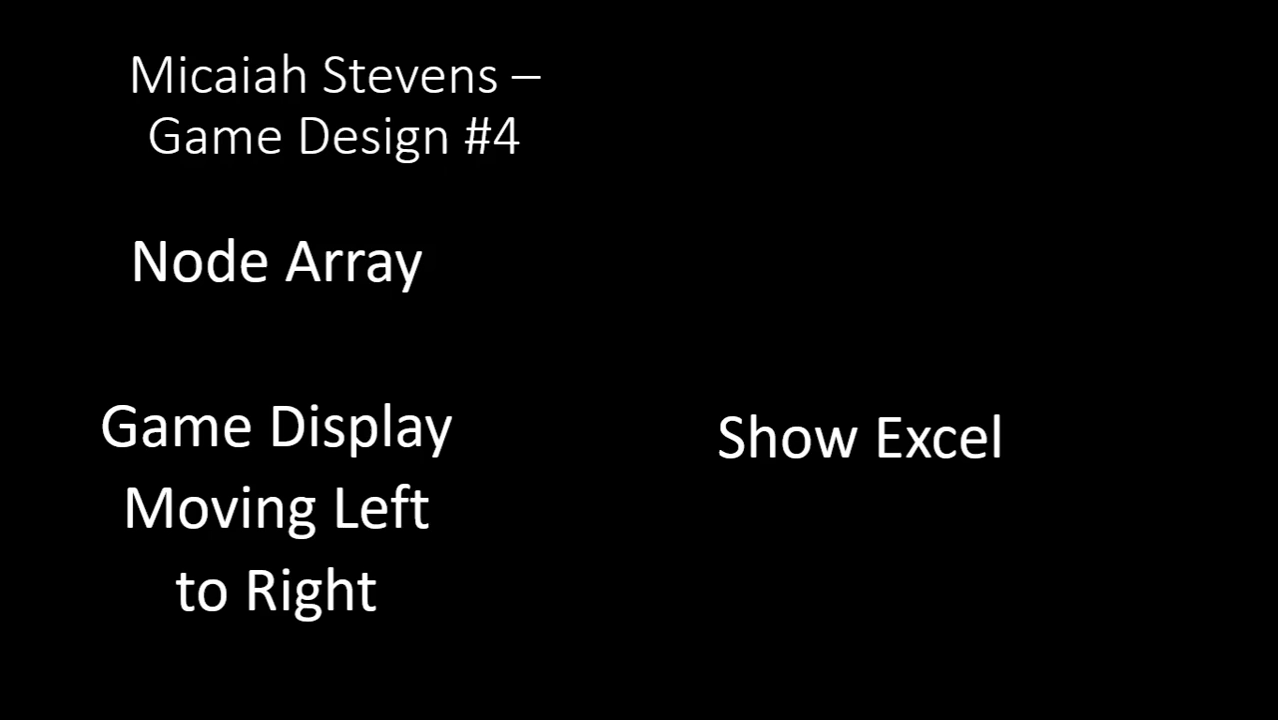 Micaiah Stevens –
Game Design #4
Node Array
Game Display
Moving Left
to Right
Show Excel